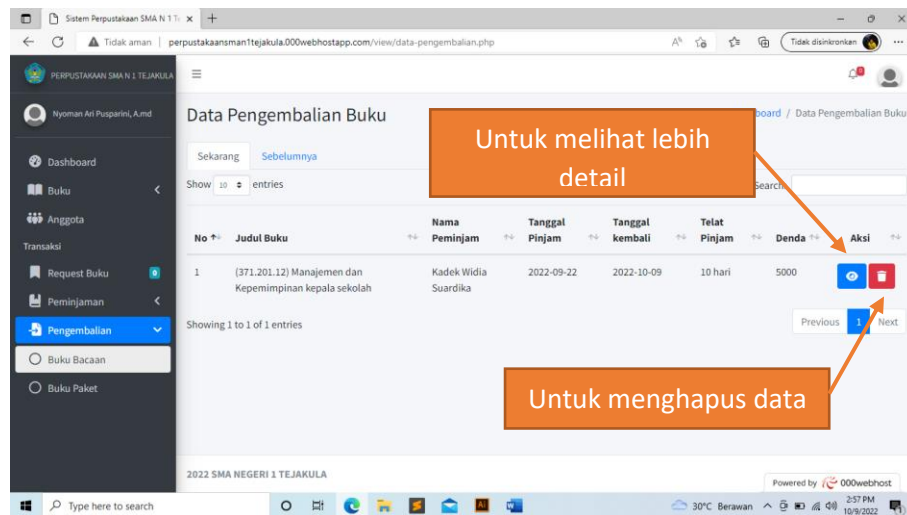 Sistem Perpustakaan SMA N 1 Te
Tidak aman | perpustakaansman1tejakula.000webhostapp.com/view/data-pengembalian.php
Tidak disinkronkan
PERPUSTAKAAN SMA N 1 TEJAKULA
Nyoman Ari Pusparini, A.md
Dashboard
Buku
Anggota
Transaksi
Request Buku 0
Peminjaman
Pengembalian
Buku Bacaan
Buku Paket
Data Pengembalian Buku
board / Data Pengembalian Buku
Untuk melihat lebih
detail
Sekarang Sebelumnya
Show 10 entries
Search:
No Judul Buku Nama Peminjam Tanggal Pinjam Tanggal kembali Telat Pinjam Denda Aksi
1 (371.201.12) Manajemen dan Kepemimpinan kepala sekolah Kadek Widia Suardika 2022-09-22 2022-10-09 10 hari 5000
Showing 1 to 1 of 1 entries
Previous 1 Next
Untuk menghapus data
2022 SMA NEGERI 1 TEJAKULA
Powered by 000webhost
Type here to search
30°C Berawan
2:57 PM
10/9/2022